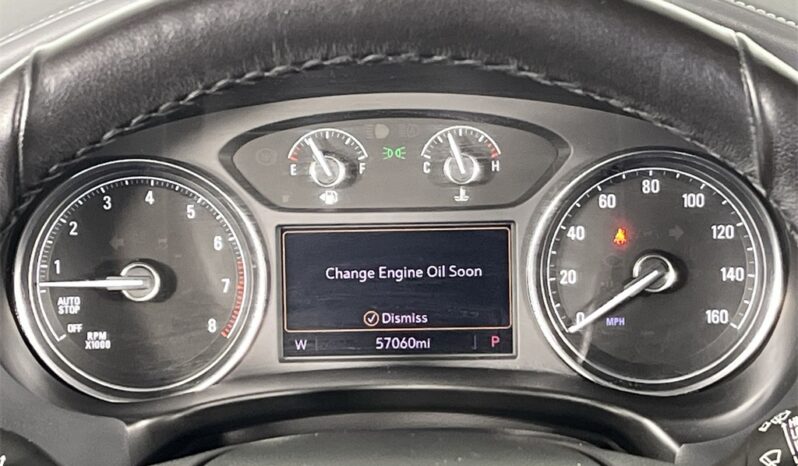 E F
C H
1 2 3 4 5 6 7 8
AUTO
STOP
OFF
RPM
X1000
Change Engine Oil Soon
Dismiss
W 57060mi P
0 20 40 60 80 100 120 140 160
MPH